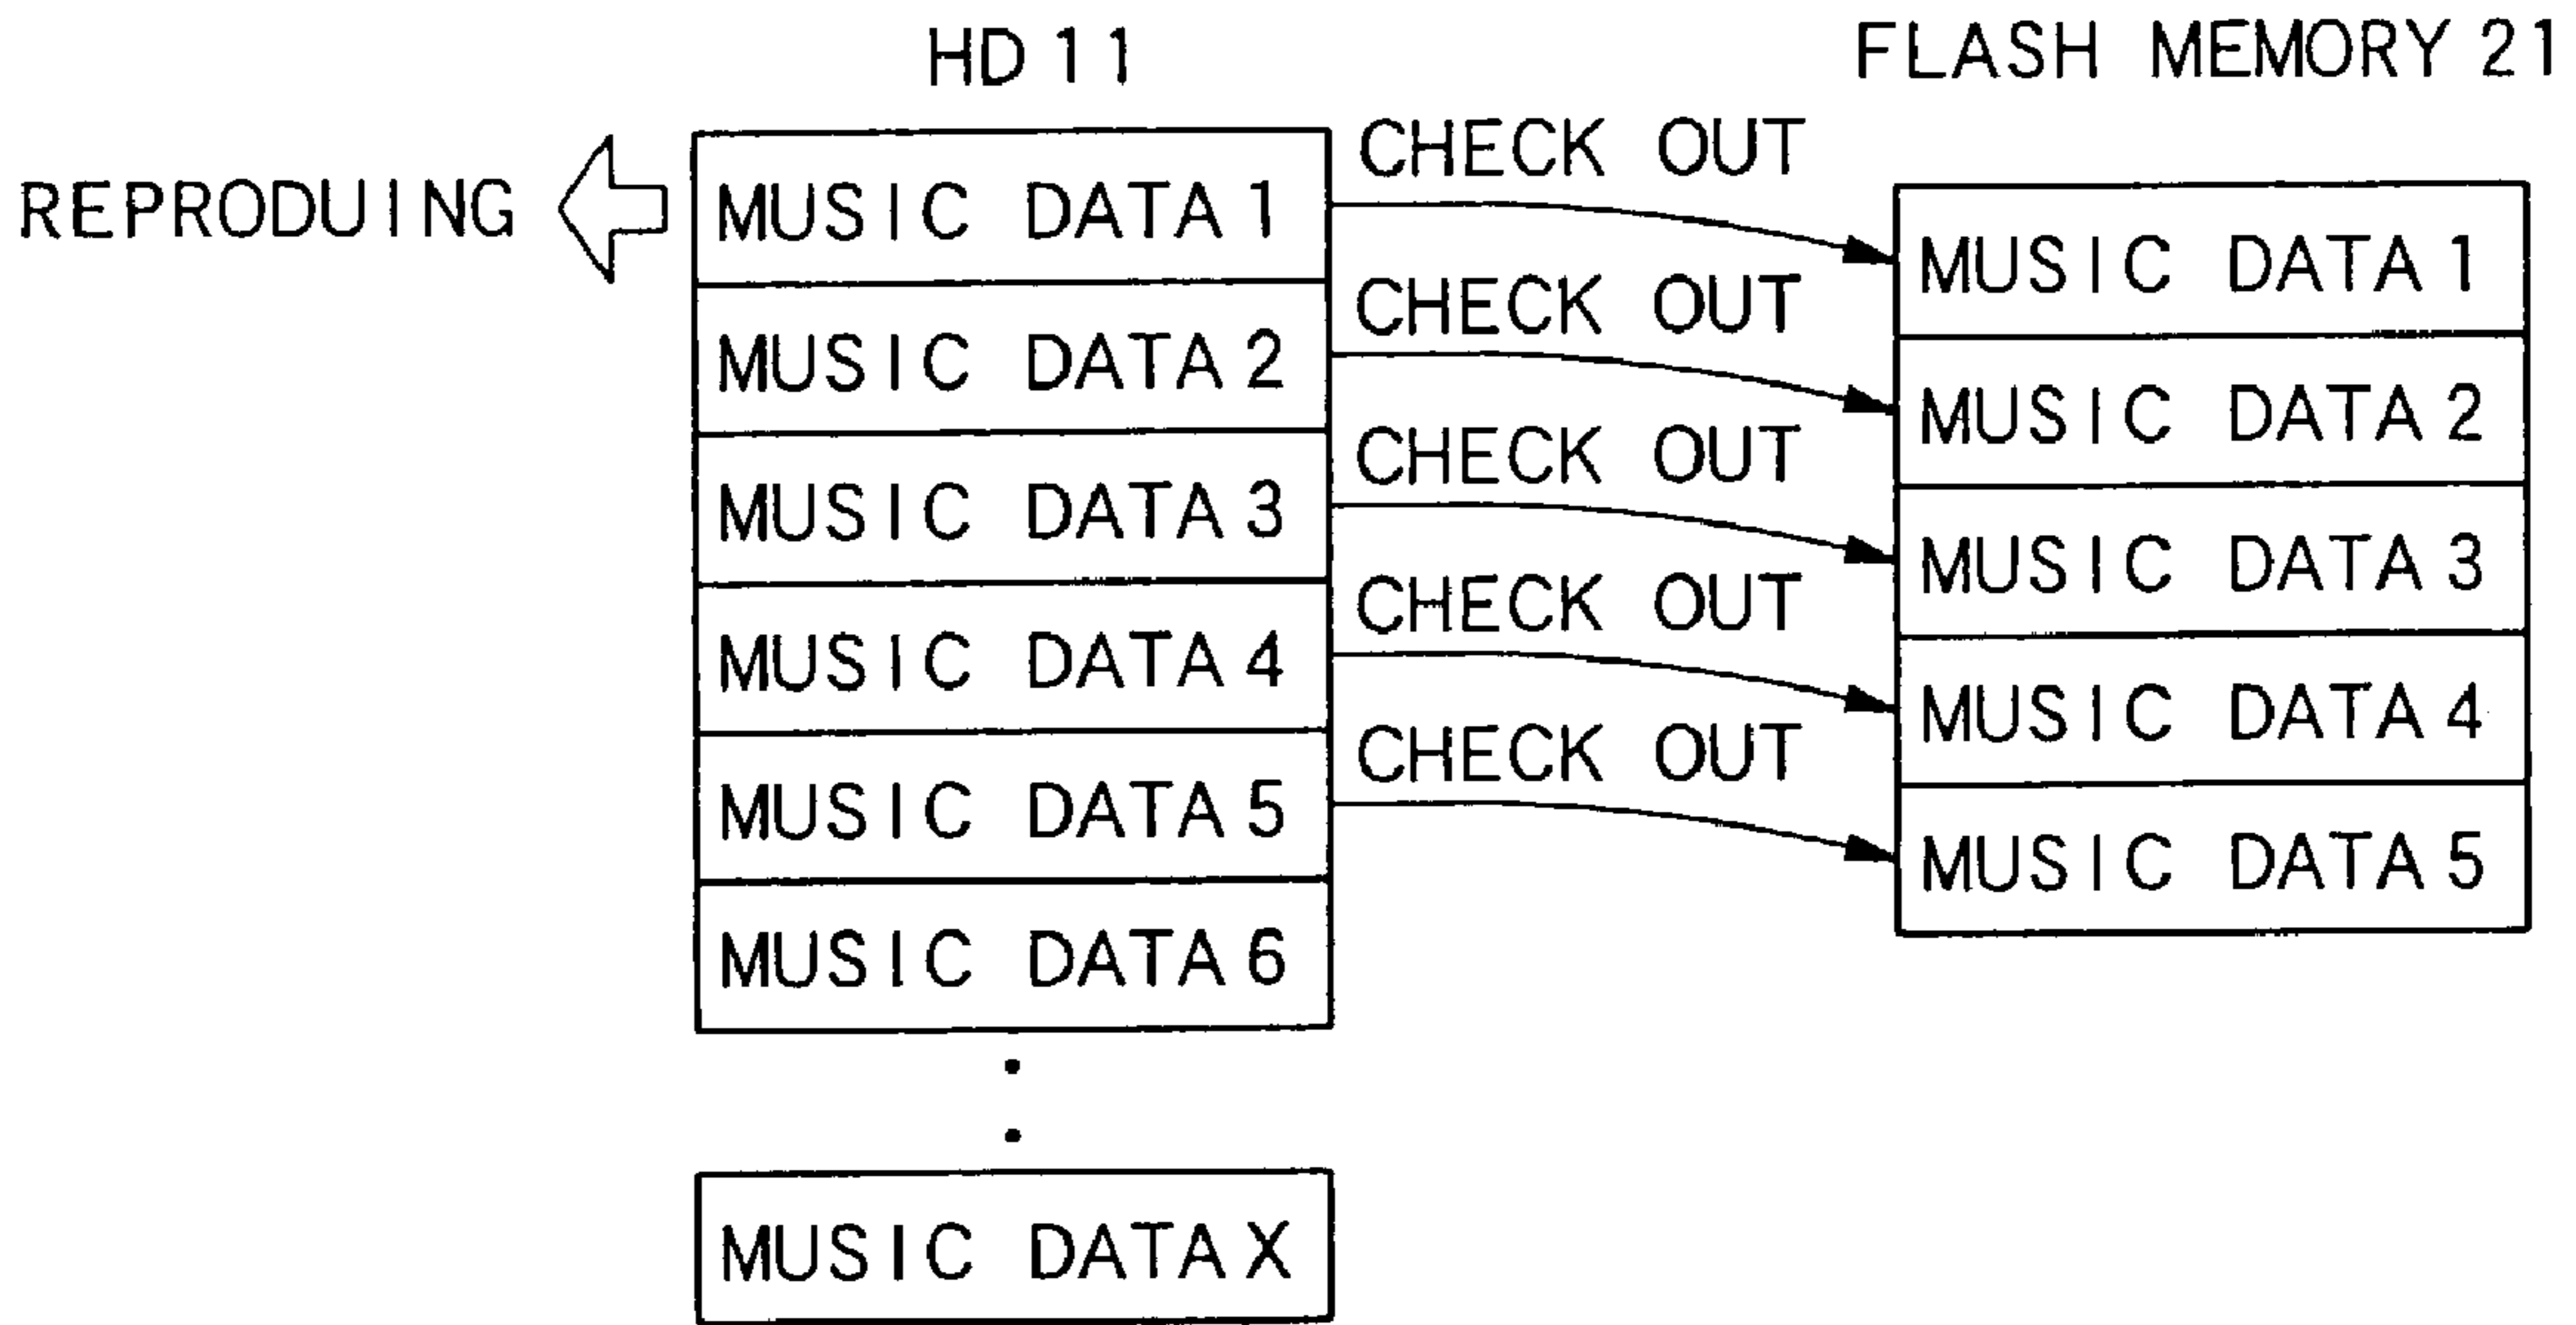 HD 11
FLASH MEMORY 21
REPRODUING
MUSIC DATA 1
CHECK OUT
MUSIC DATA 1
MUSIC DATA 2
CHECK OUT
MUSIC DATA 2
MUSIC DATA 3
CHECK OUT
MUSIC DATA 3
MUSIC DATA 4
CHECK OUT
MUSIC DATA 4
MUSIC DATA 5
CHECK OUT
MUSIC DATA 5
MUSIC DATA 6
MUSIC DATA X